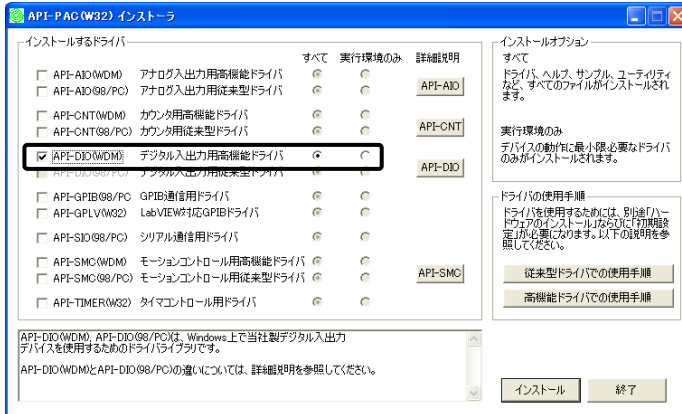 API-PAC(W32) インストーラ
インストールするドライバ
すべて 実行環境のみ 詳細説明
API-AIO(WDM) アナログ入出力用高機能ドライバ
API-AIO(98/PC) アナログ入出力用従来型ドライバ
API-AIO
API-CNT(WDM) カウンタ用高機能ドライバ
API-CNT(98/PC) カウンタ用従来型ドライバ
API-CNT
API-DIO(WDM) デジタル入出力用高機能ドライバ
API-DIO(98/PC) デジタル入出力用従来型ドライバ
API-DIO
API-GPIB(98/PC) GPIB通信用ドライバ
API-GPLV(W32) LabVIEW対応GPIBドライバ
API-SIO(98/PC) シリアル通信用ドライバ
API-SMC(WDM) モーションコントロール用高機能ドライバ
API-SMC(98/PC) モーションコントロール用従来型ドライバ
API-SMC
API-TIMER(W32) タイマコントロール用ドライバ
インストールオプション
すべて
ドライバ、ヘルプ、サンプル、ユーティリティ
など、すべてのファイルがインストールされ
ます。
実行環境のみ
デバイスの動作に最小限必要なドライバ
のみがインストールされます。
ドライバの使用手順
ドライバを使用するためには、別途「ハー
ドウェアのインストール」ならびに「初期設
定」が必要になります。以下の説明を参
照してください。
従来型ドライバでの使用手順
高機能ドライバでの使用手順
API-DIO(WDM), API-DIO(98/PC)は、Windows上で当社製デジタル入出力
デバイスを使用するためのドライバライブラリです。
API-DIO(WDM)とAPI-DIO(98/PC)の違いについては、詳細説明を参照してください。
インストール 終了